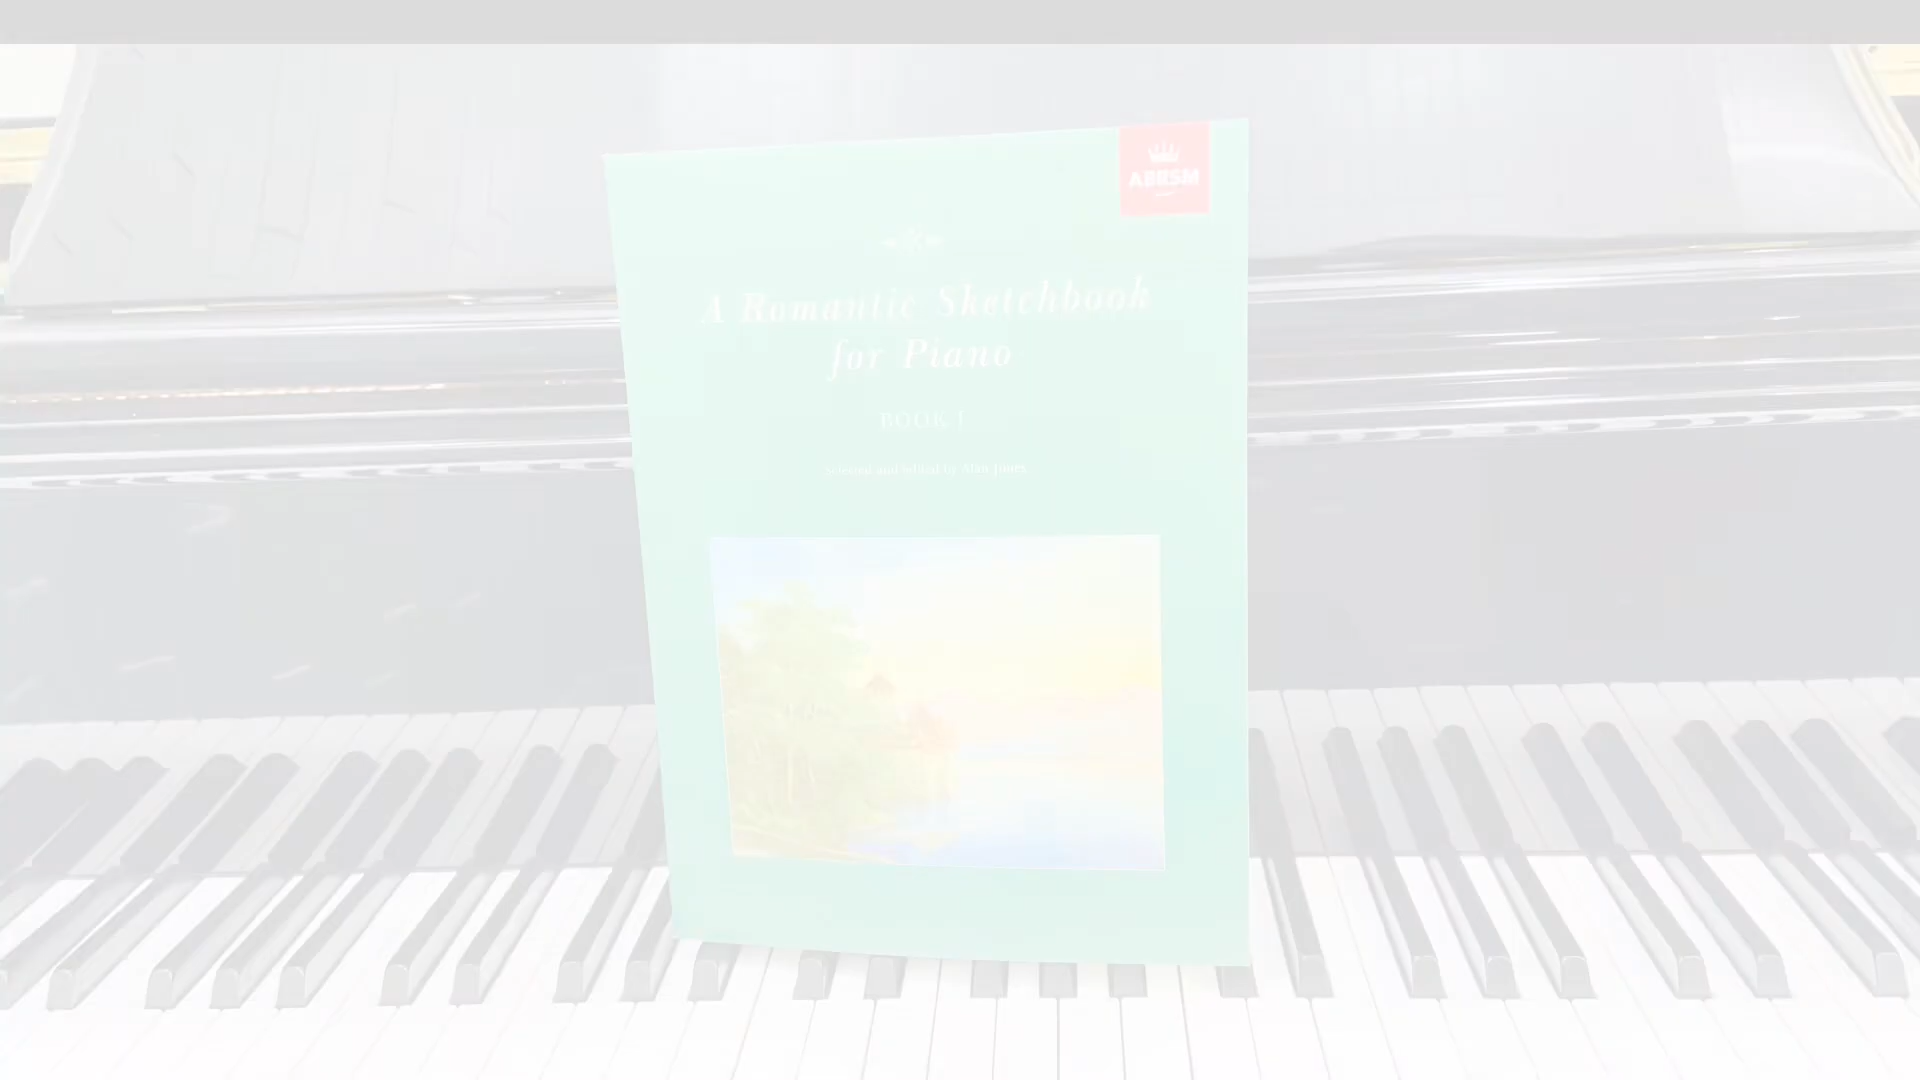 ABRSM
A Romantic Sketchbook
for Piano
BOOK I
selected and edited by Alan Jones